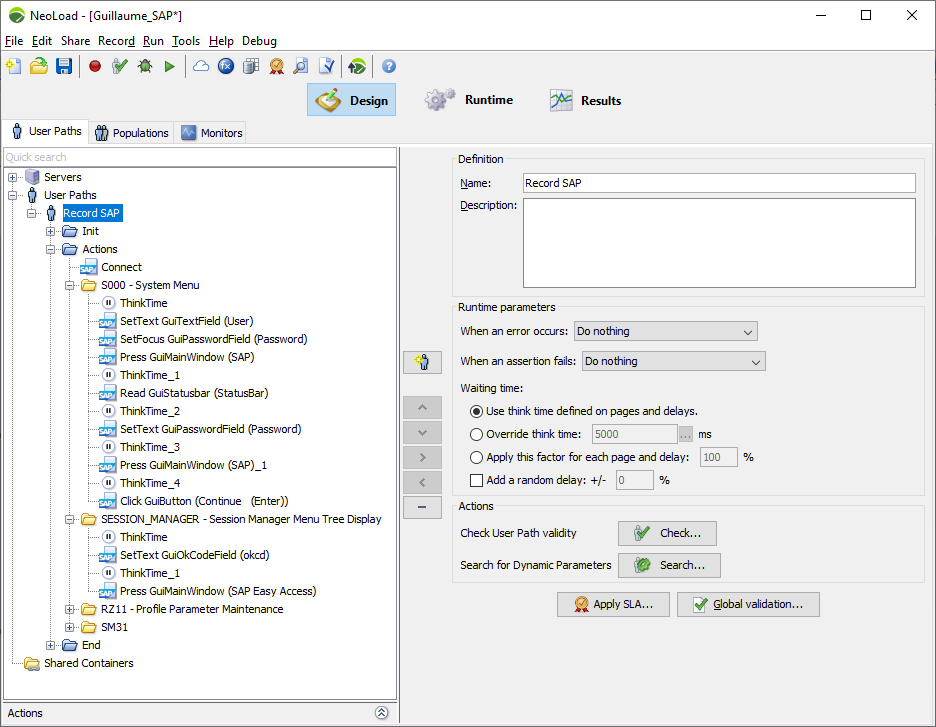 NeoLoad - [Guillaume_SAP*]
File Edit Share Record Run Tools Help Debug
Design Runtime Results
User Paths Populations Monitors
Quick search
Servers
User Paths
Record SAP
Init
Actions
Connect
S000 - System Menu
ThinkTime
SetText GuiTextField (User)
SetFocus GuiPasswordField (Password)
Press GuiMainWindow (SAP)
ThinkTime_1
Read GuiStatusbar (StatusBar)
ThinkTime_2
SetText GuiPasswordField (Password)
ThinkTime_3
Press GuiMainWindow (SAP)_1
ThinkTime_4
Click GuiButton (Continue (Enter))
SESSION_MANAGER - Session Manager Menu Tree Display
ThinkTime
SetText GuiOkCodeField (okcd)
ThinkTime_1
Press GuiMainWindow (SAP Easy Access)
RZ11 - Profile Parameter Maintenance
SM31
End
Shared Containers
Actions
Definition
Name: Record SAP
Description:
Runtime parameters
When an error occurs: Do nothing
When an assertion fails: Do nothing
Waiting time:
Use think time defined on pages and delays.
Override think time: 5000 ... ms
Apply this factor for each page and delay: 100 %
Add a random delay: +/- 0 %
Actions
Check User Path validity Check...
Search for Dynamic Parameters Search...
Apply SLA... Global validation...